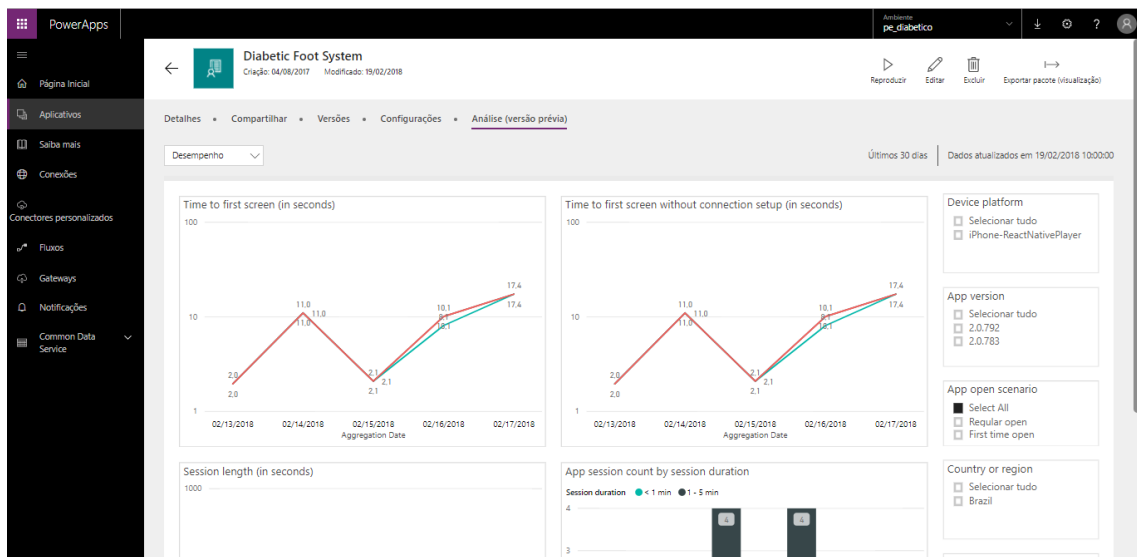 PowerApps
Ambiente
pe_diabetico
?
Página Inicial
Aplicativos
Saiba mais
Conexões
Conectores personalizados
Fluxos
Gateways
Notificações
Common Data
Service
Diabetic Foot System
Criação: 04/08/2017 Modificado: 19/02/2018
Reproduzir Editar Excluir Exportar pacote (visualização)
Detalhes • Compartilhar • Versões • Configurações • Análise (versão prévia)
Desempenho
Últimos 30 dias Dados atualizados em 19/02/2018 10:00:00
Time to first screen (in seconds)
100
17,4
17,4
11,0
11,0
11,0
10,1
10,1
10
2,1
2,1
2,1
2,0
2,0
1
02/13/2018 02/14/2018 02/15/2018 02/16/2018 02/17/2018
Aggregation Date
Time to first screen without connection setup (in seconds)
100
17,4
17,4
11,0
11,0
11,0
10,1
10,1
10
2,1
2,1
2,1
2,0
2,0
1
02/13/2018 02/14/2018 02/15/2018 02/16/2018 02/17/2018
Aggregation Date
Device platform
Selecionar tudo
iPhone-ReactNativePlayer
App version
Selecionar tudo
2.0.792
2.0.783
App open scenario
Select All
Regular open
First time open
Country or region
Selecionar tudo
Brazil
Session length (in seconds)
1000
App session count by session duration
Session duration < 1 min 1 - 5 min
4
4 4
3